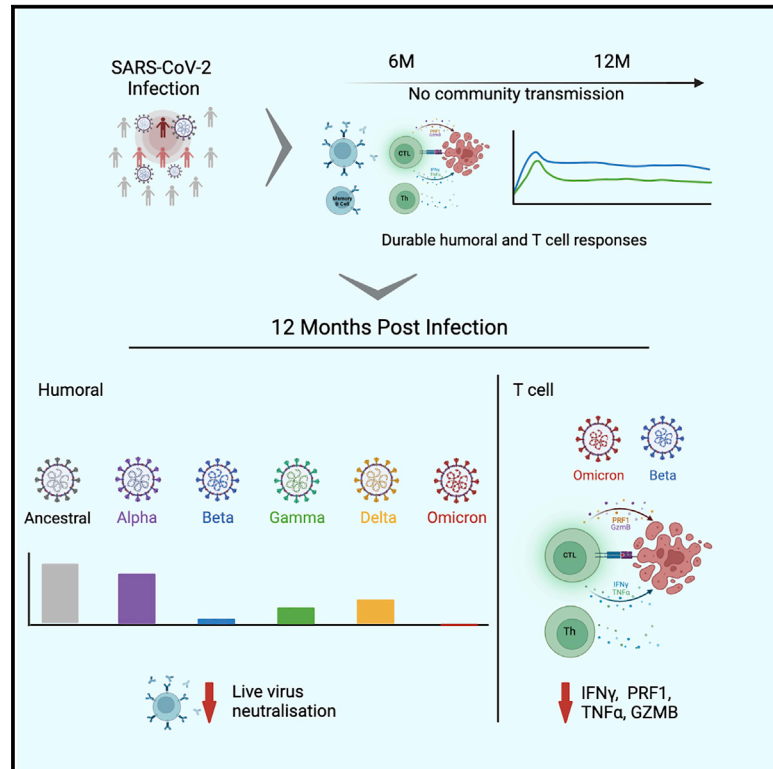 SARS-CoV-2
Infection
6M
12M
No community transmission
CTL
PRF1
GzmB
IFNγ
TNFα
Memory
B Cell
Th
Durable humoral and T cell responses
12 Months Post Infection
Humoral
Ancestral
Alpha
Beta
Gamma
Delta
Omicron
Live virus
neutralisation
T cell
Omicron
Beta
PRF1
GzmB
CTL
IFNγ
TNFα
Th
IFNγ, PRF1,
TNFα, GZMB